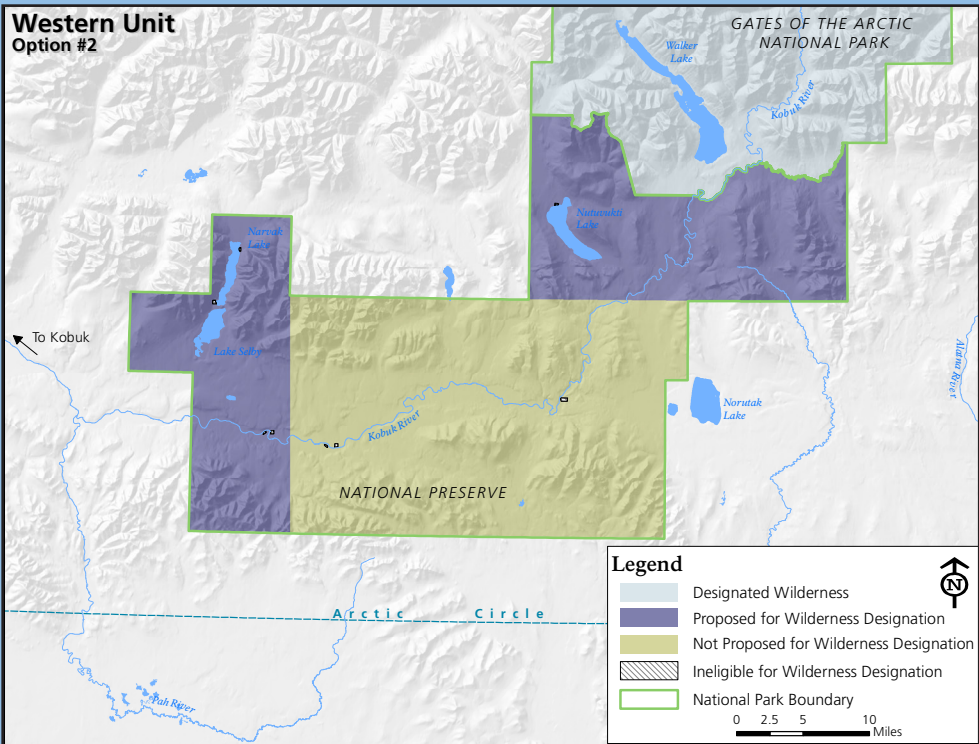 Western Unit
Option #2
GATES OF THE ARCTIC
NATIONAL PARK
Walker
Lake
Kobuk River
Nutuvukti
Lake
Narvak
Lake
To Kobuk
Lake Selby
Alatna River
Norutak
Lake
Kobuk River
NATIONAL PRESERVE
Arctic Circle
Pah River
Legend
N
Designated Wilderness
Proposed for Wilderness Designation
Not Proposed for Wilderness Designation
Ineligible for Wilderness Designation
National Park Boundary
0 2.5 5 10
Miles